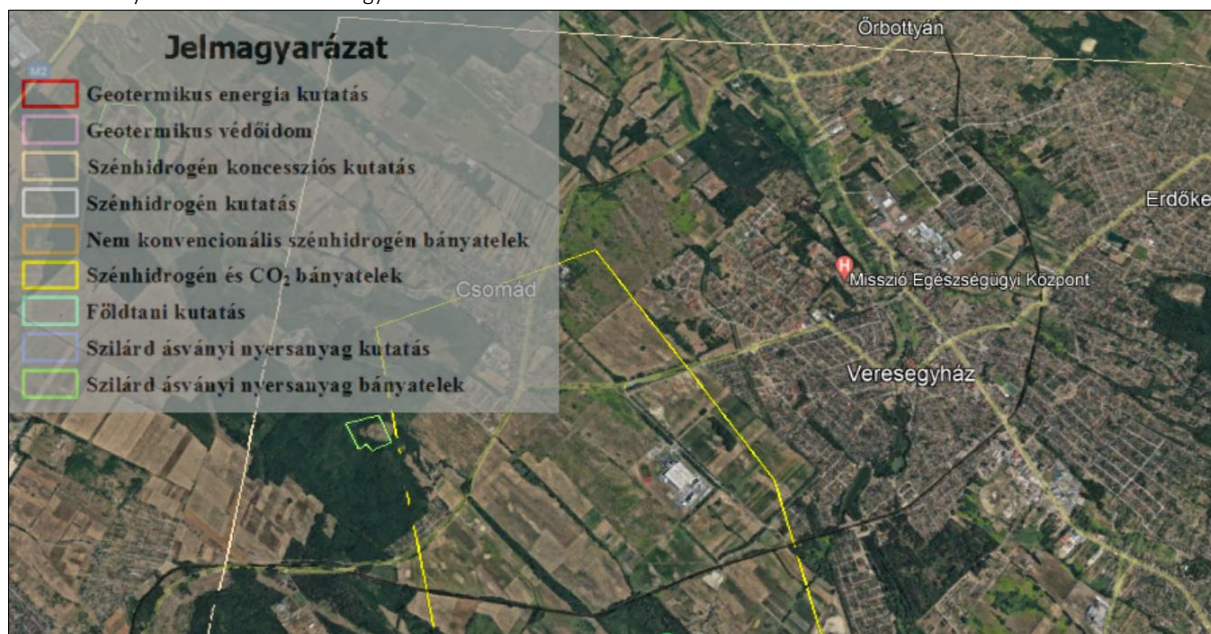 Jelmagyarázat
M2
Geotermikus energia kutatás
Geotermikus védőidom
Szénhidrogén koncessziós kutatás
Szénhidrogén kutatás
Nem konvencionális szénhidrogén bányatelek
Szénhidrogén és CO₂ bányatelek
Földtani kutatás
Szilárd ásványi nyersanyag kutatás
Szilárd ásványi nyersanyag bányatelek
Őrbottyán
Erdőke
H
Misszió Egészségügyi Központ
Csomád
Veresegyház